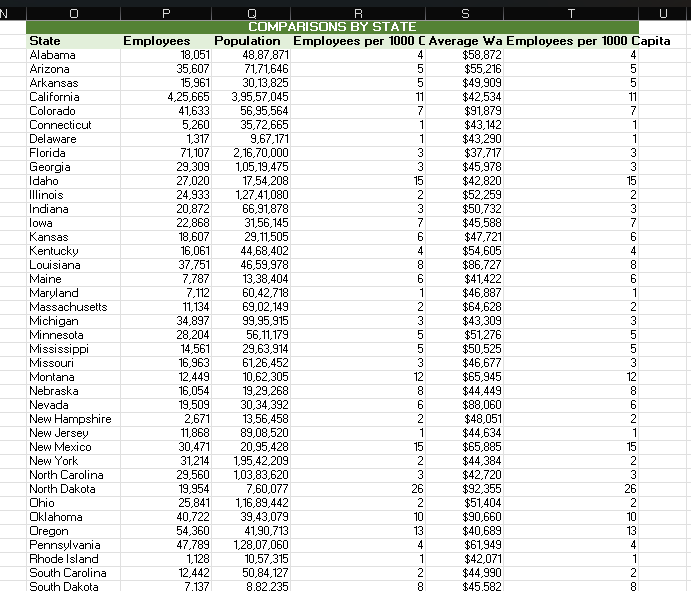 N O P Q R S T U
COMPARISONS BY STATE
State Employees Population Employees per 1000 C Average Wa Employees per 1000 Capita
Alabama 18,051 48,87,871 4 $58,872 4
Arizona 35,607 71,71,646 5 $55,216 5
Arkansas 15,961 30,13,825 5 $49,909 5
California 4,25,665 3,95,57,045 11 $42,534 11
Colorado 41,633 56,95,564 7 $91,879 7
Connecticut 5,260 35,72,665 1 $43,142 1
Delaware 1,317 9,67,171 1 $43,290 1
Florida 71,107 2,16,70,000 3 $37,717 3
Georgia 29,309 1,05,19,475 3 $45,978 3
Idaho 27,020 17,54,208 15 $42,820 15
Illinois 24,933 1,27,41,080 2 $52,259 2
Indiana 20,872 66,91,878 3 $50,732 3
Iowa 22,868 31,56,145 7 $45,588 7
Kansas 18,607 29,11,505 6 $47,721 6
Kentucky 16,061 44,68,402 4 $54,605 4
Louisiana 37,751 46,59,978 8 $86,727 8
Maine 7,787 13,38,404 6 $41,422 6
Maryland 7,112 60,42,718 1 $46,887 1
Massachusetts 11,134 69,02,149 2 $64,628 2
Michigan 34,897 99,95,915 3 $43,309 3
Minnesota 28,204 56,11,179 5 $51,276 5
Mississippi 14,561 29,63,914 5 $50,525 5
Missouri 16,963 61,26,452 3 $46,677 3
Montana 12,449 10,62,305 12 $65,945 12
Nebraska 16,054 19,29,268 8 $44,449 8
Nevada 19,509 30,34,392 6 $88,060 6
New Hampshire 2,671 13,56,458 2 $48,051 2
New Jersey 11,868 89,08,520 1 $44,634 1
New Mexico 30,471 20,95,428 15 $65,885 15
New York 31,214 1,95,42,209 2 $44,384 2
North Carolina 29,560 1,03,83,620 3 $42,720 3
North Dakota 19,954 7,60,077 26 $92,355 26
Ohio 25,841 1,16,89,442 2 $51,404 2
Oklahoma 40,722 39,43,079 10 $90,660 10
Oregon 54,360 41,90,713 13 $40,689 13
Pennsylvania 47,789 1,28,07,060 4 $61,949 4
Rhode Island 1,128 10,57,315 1 $42,071 1
South Carolina 12,442 50,84,127 2 $44,990 2
South Dakota 7,137 8,82,235 8 $45,582 8